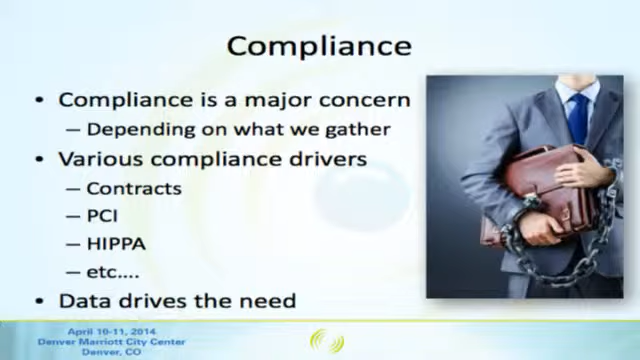 Compliance
• Compliance is a major concern
– Depending on what we gather
• Various compliance drivers
– Contracts
– PCI
– HIPPA
– etc....
• Data drives the need
April 10-11, 2014
Denver Marriott City Center
Denver, CO